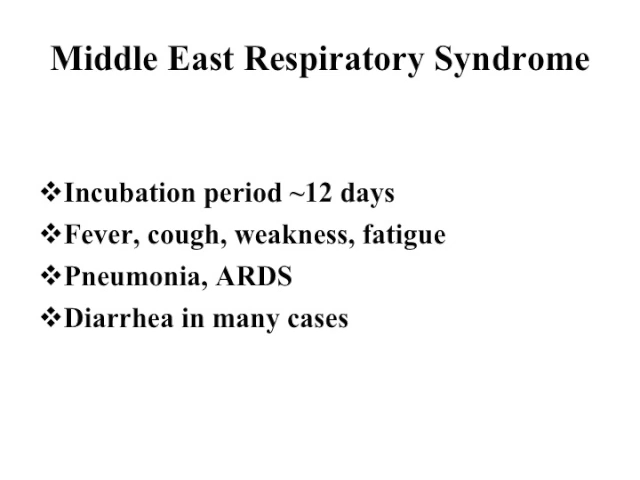 Middle East Respiratory Syndrome
❖Incubation period ~12 days
❖Fever, cough, weakness, fatigue
❖Pneumonia, ARDS
❖Diarrhea in many cases